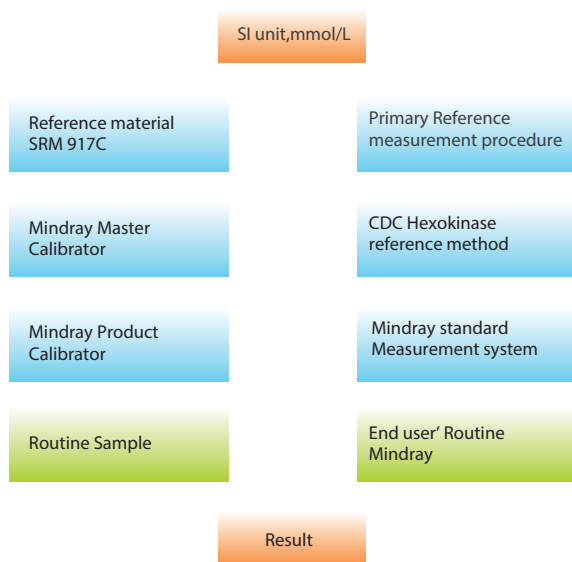 SI unit,mmol/L
Reference material
SRM 917C
Primary Reference
measurement procedure
Mindray Master
Calibrator
CDC Hexokinase
reference method
Mindray Product
Calibrator
Mindray standard
Measurement system
Routine Sample
End user’ Routine
Mindray
Result